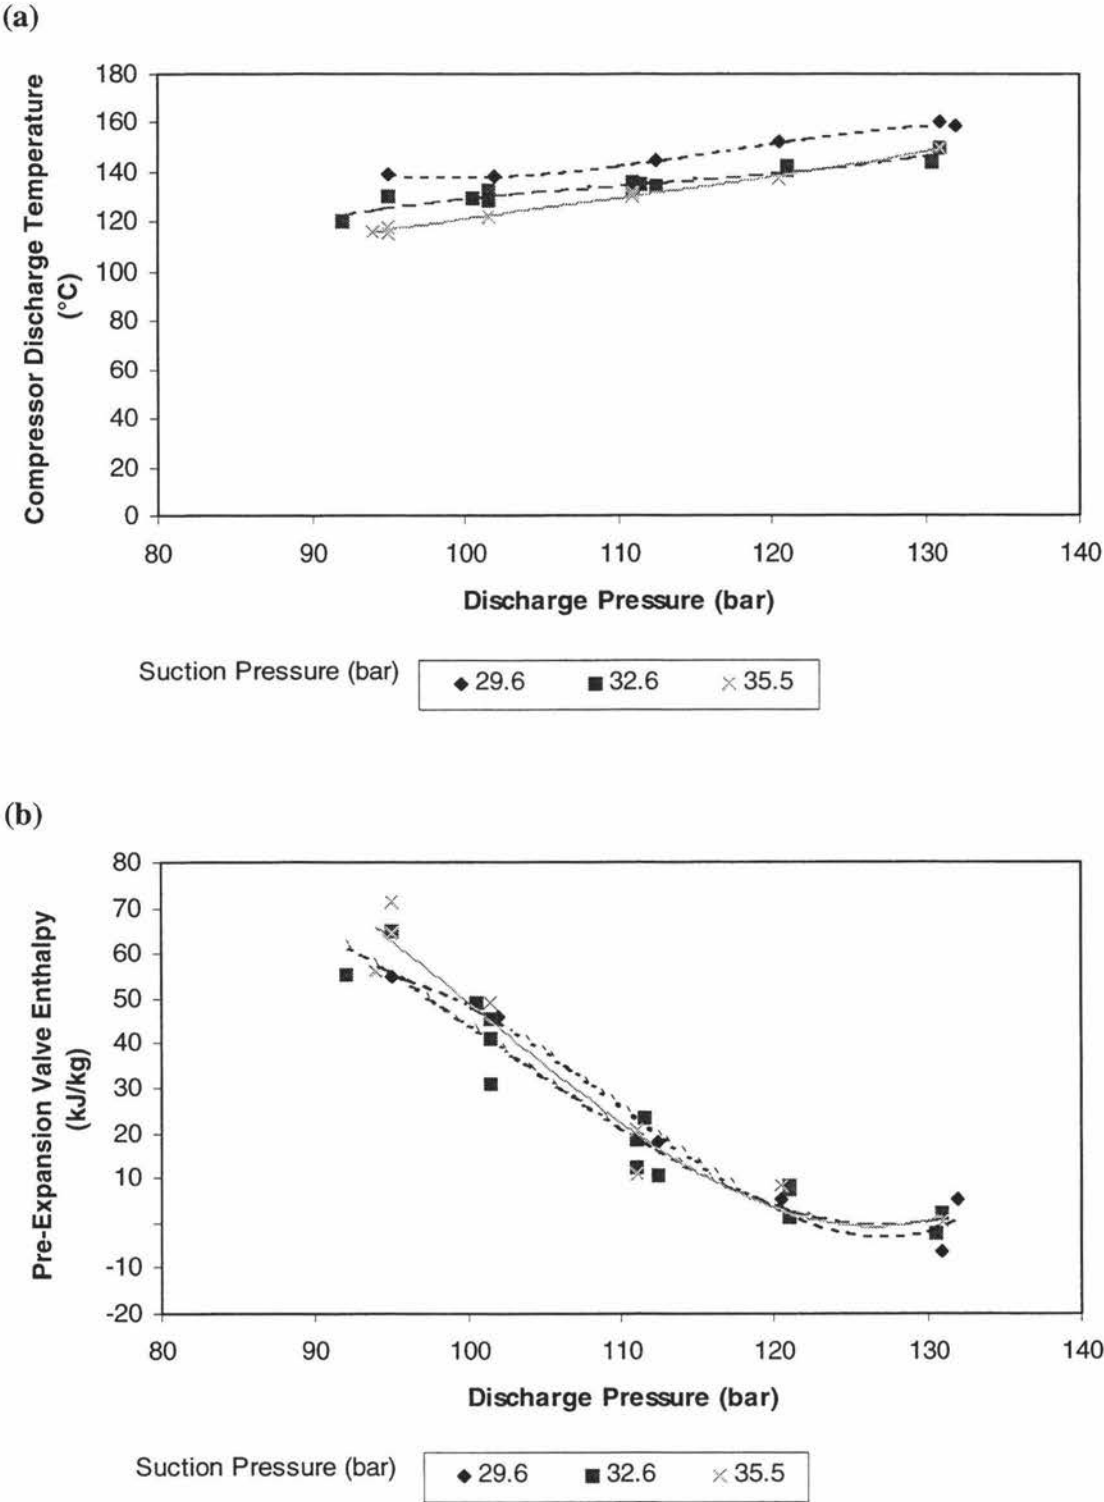 (a)
Compressor Discharge Temperature
(°C)
180
160
140
120
100
80
60
40
20
0
80 90 100 110 120 130 140
Discharge Pressure (bar)
Suction Pressure (bar) 29.6 32.6 35.5
(b)
Pre-Expansion Valve Enthalpy
(kJ/kg)
80
70
60
50
40
30
20
10
-10
-20
80 90 100 110 120 130 140
Discharge Pressure (bar)
Suction Pressure (bar) 29.6 32.6 35.5